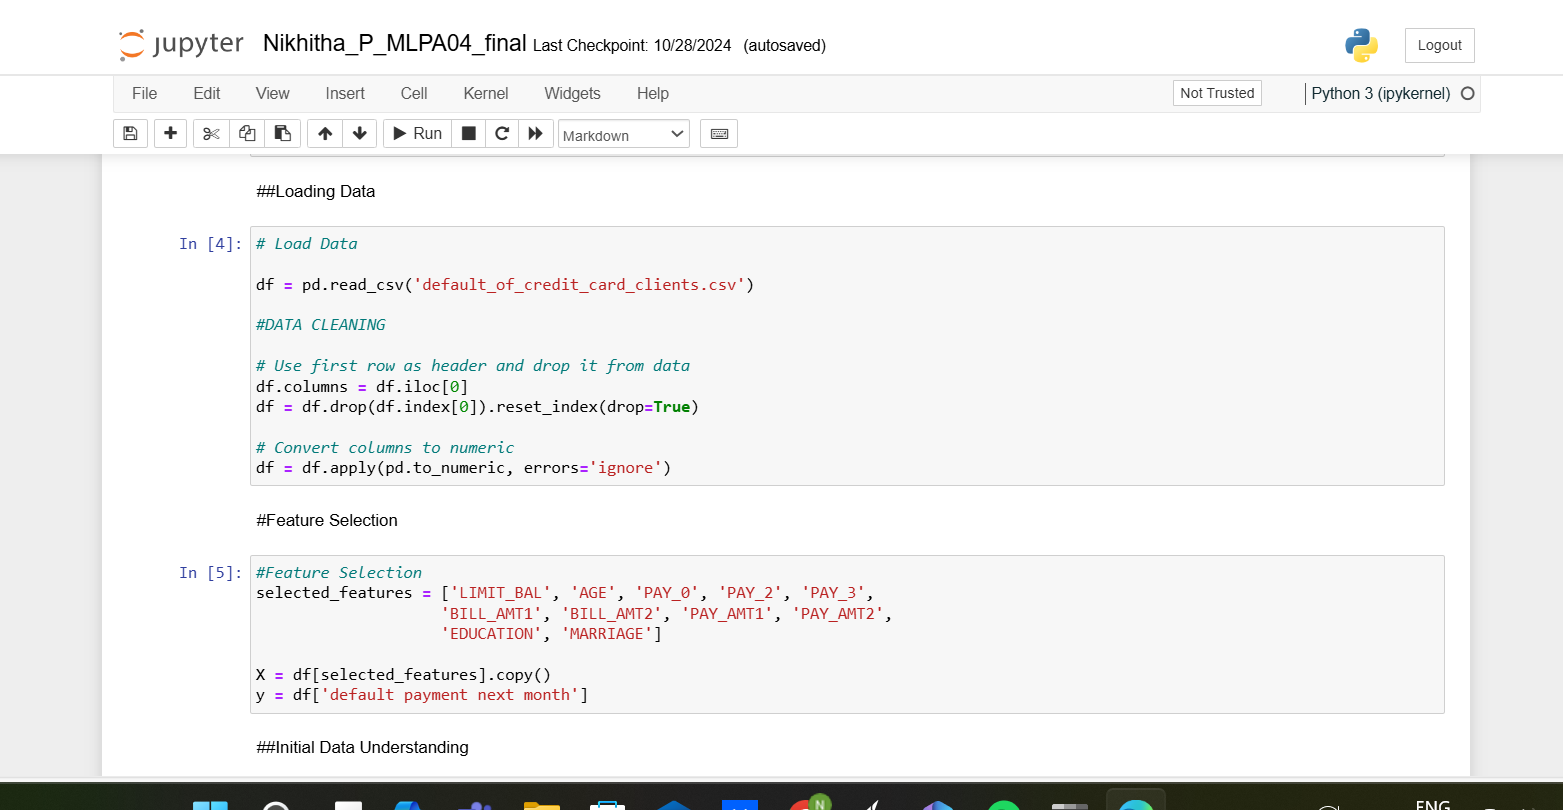 jupyter Nikhitha_P_MLPA04_final Last Checkpoint: 10/28/2024 (autosaved) Logout
File Edit View Insert Cell Kernel Widgets Help Not Trusted Python 3 (ipykernel)
Run Markdown
##Loading Data
In [4]: # Load Data
df = pd.read_csv('default_of_credit_card_clients.csv')
#DATA CLEANING
# Use first row as header and drop it from data
df.columns = df.iloc[0]
df = df.drop(df.index[0]).reset_index(drop=True)
# Convert columns to numeric
df = df.apply(pd.to_numeric, errors='ignore')
#Feature Selection
In [5]: #Feature Selection
selected_features = ['LIMIT_BAL', 'AGE', 'PAY_0', 'PAY_2', 'PAY_3',
'BILL_AMT1', 'BILL_AMT2', 'PAY_AMT1', 'PAY_AMT2',
'EDUCATION', 'MARRIAGE']
X = df[selected_features].copy()
y = df['default payment next month']
##Initial Data Understanding
N ENG